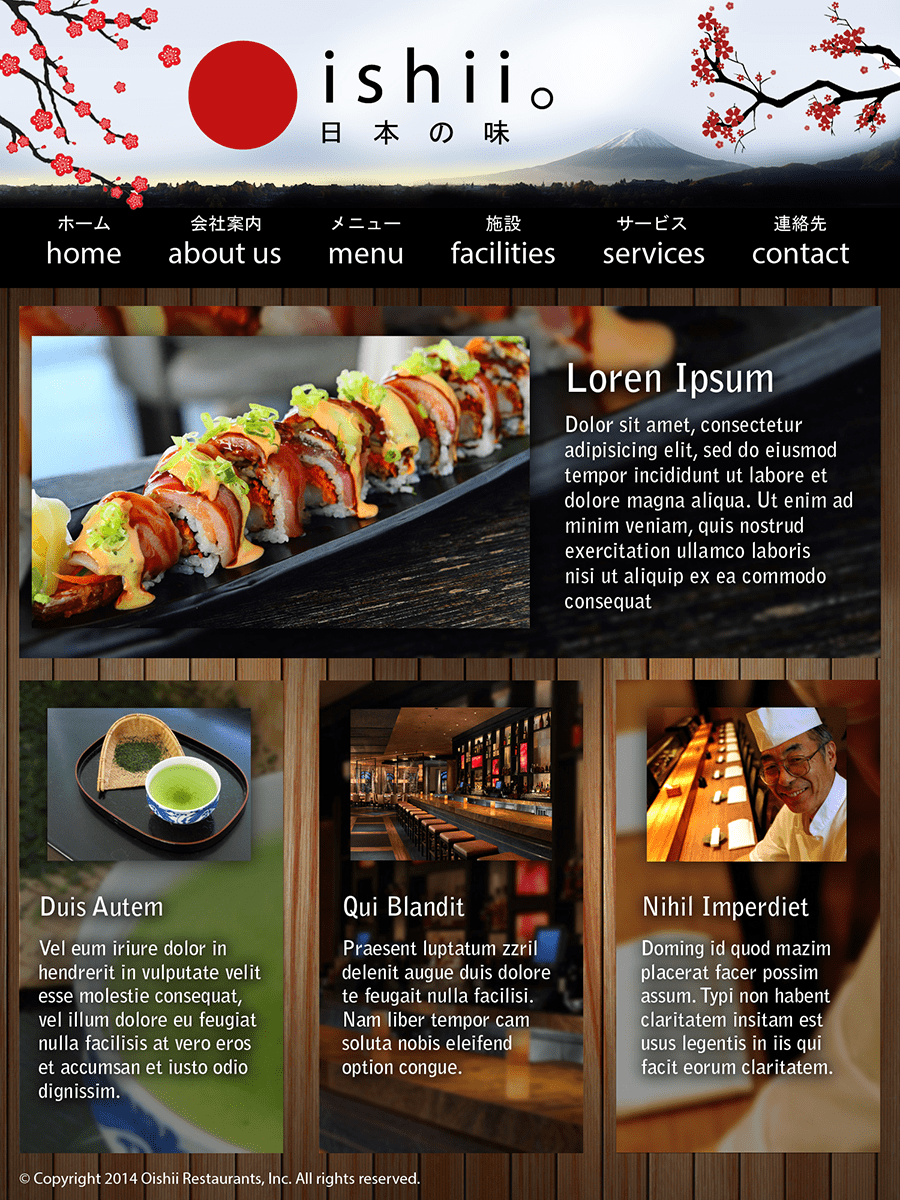 ishii。
日本の味
ホーム 会社案内 メニュー 施設 サービス 連絡先
home about us menu facilities services contact
Loren Ipsum
Dolor sit amet, consectetur
adipisicing elit, sed do eiusmod
tempor incididunt ut labore et
dolore magna aliqua. Ut enim ad
minim veniam, quis nostrud
exercitation ullamco laboris
nisi ut aliquip ex ea commodo
consequat
Duis Autem
Vel eum iriure dolor in
hendrerit in vulputate velit
esse molestie consequat,
vel illum dolore eu feugiat
nulla facilisis at vero eros
et accumsan et iusto odio
dignissim.
Qui Blandit
Praesent luptatum zzril
delenit augue duis dolore
te feugait nulla facilisi.
Nam liber tempor cam
soluta nobis eleifend
option congue.
Nihil Imperdiet
Doming id quod mazim
placerat facer possim
assum. Typi non habent
claritatem insitam est
usus legentis in iis qui
facit eorum claritatem.
© Copyright 2014 Oishii Restaurants, Inc. All rights reserved.